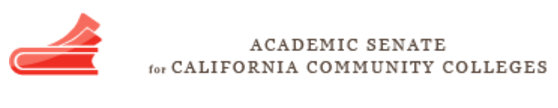 ACADEMIC SENATE
for CALIFORNIA COMMUNITY COLLEGES